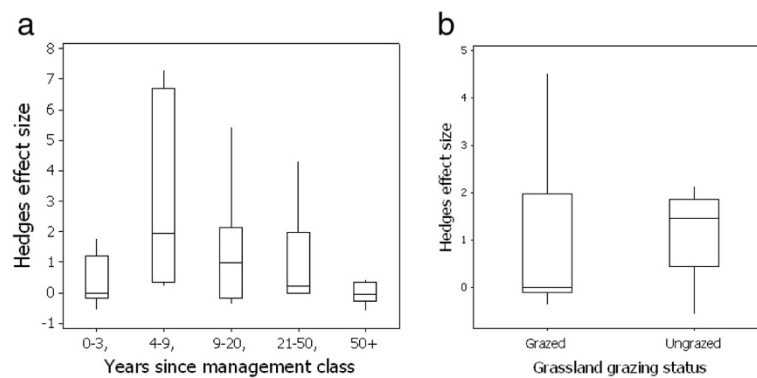 a
8
7
6
5
4
3
2
1
0
-1
Hedges effect size
0-3, 4-9, 9-20, 21-50, 50+
Years since management class
b
5
4
3
2
1
0
Hedges effect size
Grazed Ungrazed
Grassland grazing status